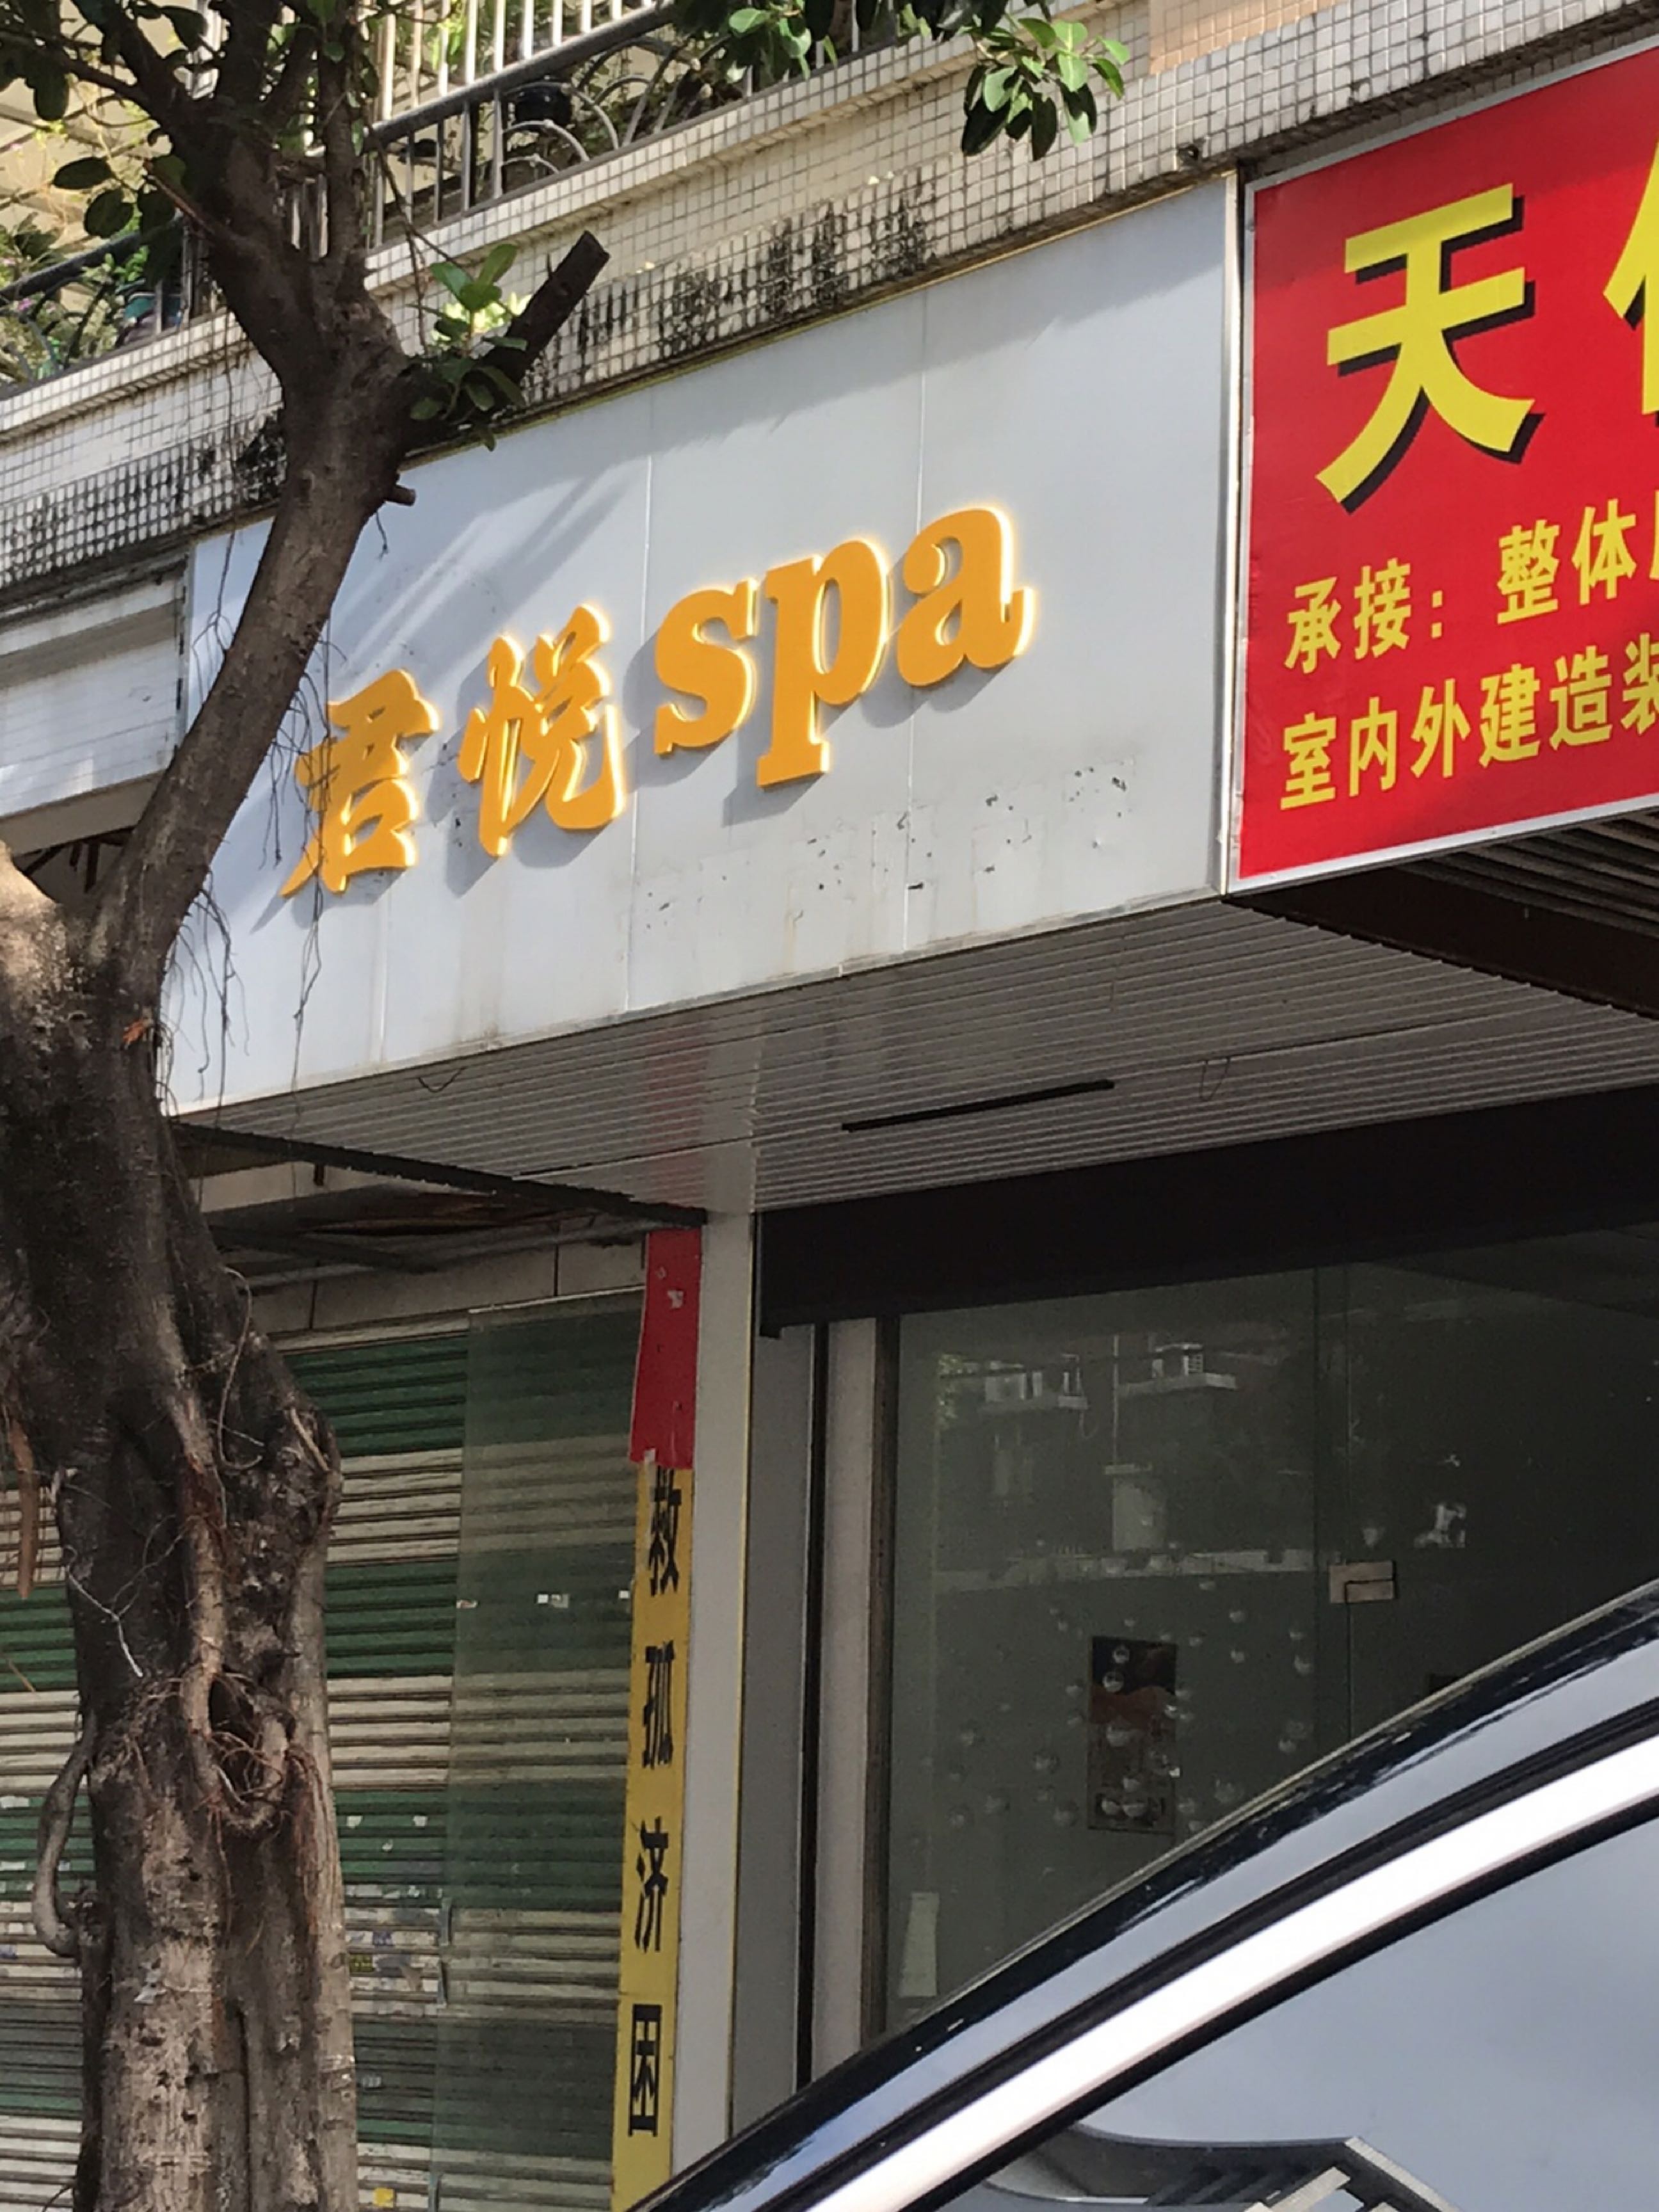 君悦spa
天
承接：整体
室内外建造装
救孤济困